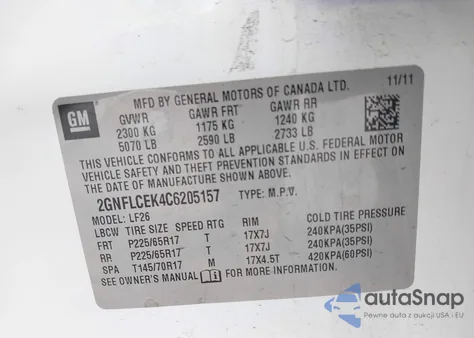 GM
MFD BY GENERAL MOTORS OF CANADA LTD. 11/11
GVWR GAWR FRT GAWR RR
2300 KG 1175 KG 1240 KG
5070 LB 2590 LB 2733 LB
THIS VEHICLE CONFORMS TO ALL APPLICABLE U.S. FEDERAL MOTOR
VEHICLE SAFETY AND THEFT PREVENTION STANDARDS IN EFFECT ON
THE DATE OF MANUFACTURE SHOWN ABOVE.
2GNFLCEK4C6205157 TYPE: M.P.V.
MODEL: LF26
LBCW TIRE SIZE SPEED RTG RIM COLD TIRE PRESSURE
FRT P225/65R17 T 17X7J 240KPA(35PSI)
RR P225/65R17 T 17X7J 240KPA(35PSI)
SPA T145/70R17 M 17X4.5T 420KPA(60PSI)
SEE OWNER'S MANUAL FOR MORE INFORMATION.
autoSnap
Pewne auta z USA i EU